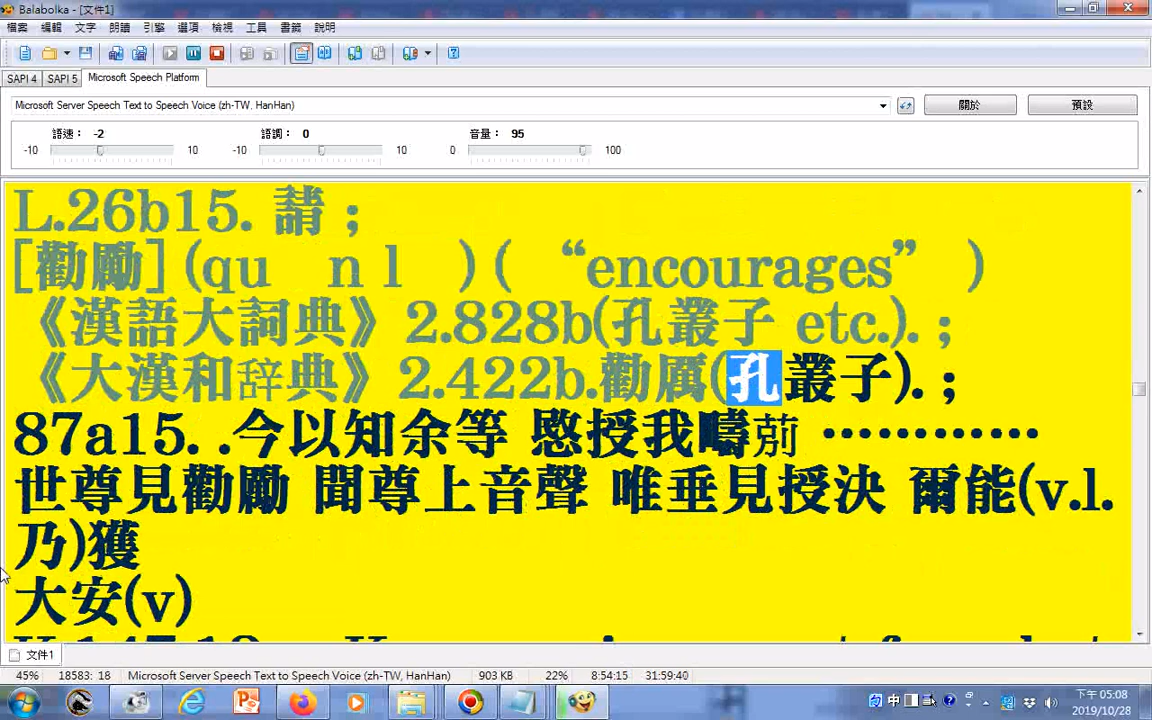 Balabolka - [文件1]
檔案 編輯 文字 朗讀 引擎 選項 檢視 工具 書籤 說明
SAPI 4 SAPI 5 Microsoft Speech Platform
Microsoft Server Speech Text to Speech Voice (zh-TW, HanHan) 關於 預設
語速： -2 語調： 0 音量： 95
-10 10 -10 10 0 100
L.26b15. 請 ;
[勸勵] (qu n l )( “encourages” )
《漢語大詞典》 2.828b(孔叢子 etc.). ;
《大漢和辞典》 2.422b.勸厲(孔叢子). ;
87a15. .今以知余等 愍授我疇莂 …………
世尊見勸勵 聞尊上音聲 唯垂見授決 爾能(v.l.
乃)獲
大安(v)
文件1
45% 18583: 18 Microsoft Server Speech Text to Speech Voice (zh-TW, HanHan) 903 KB 22% 8:54:15 31:59:40
中 下午 05:08
2019/10/28